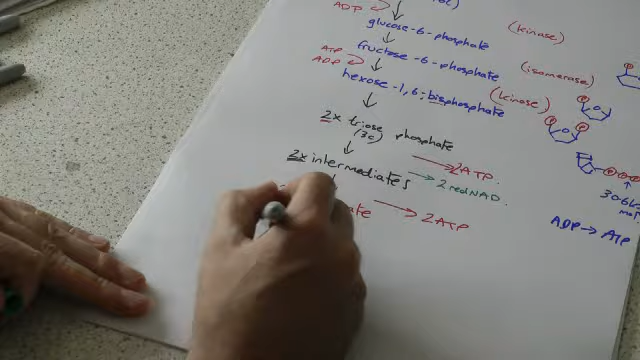 ADP
glucose-6-phosphate (kinase)
ATP fructose-6-phosphate (isomerase)
ADP
hexose-1,6-bisphosphate (kinase)
P P
P P
2x triose phosphate
(3c)
2x intermediates → 2ATP
→ 2 redNAD.
→ 2ATP
ADP → ATP